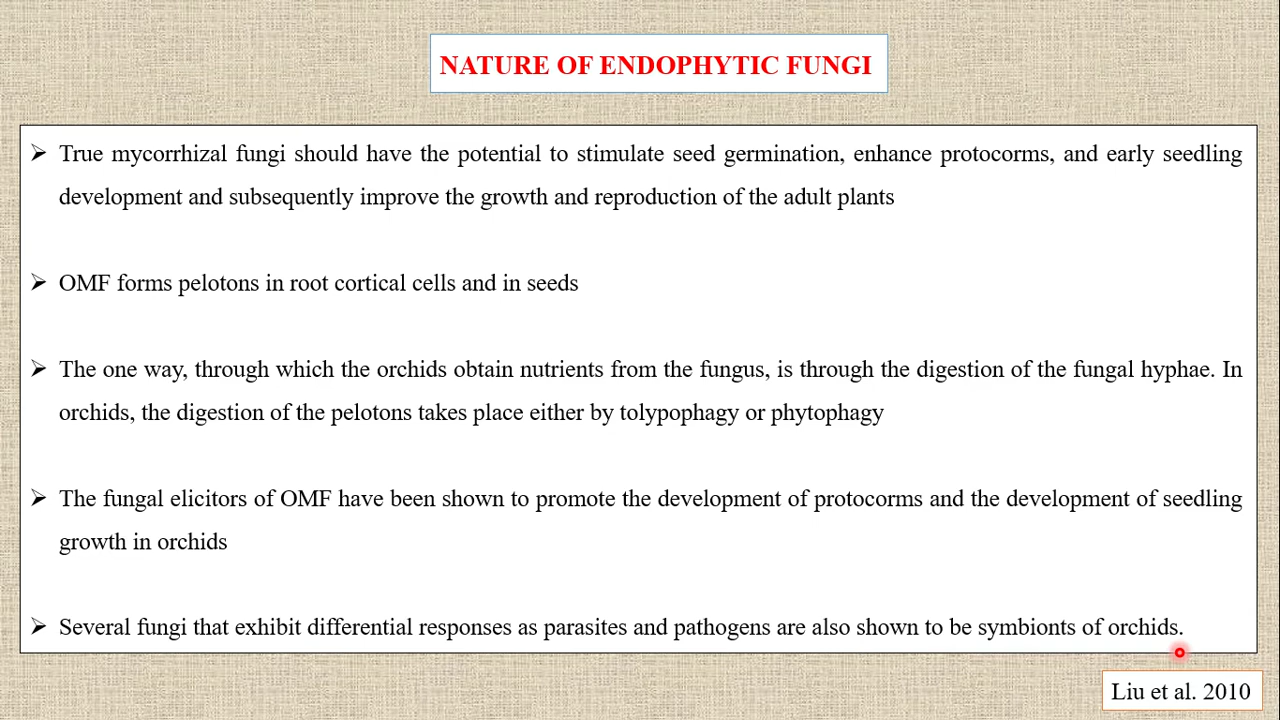 NATURE OF ENDOPHYTIC FUNGI
➢ True mycorrhizal fungi should have the potential to stimulate seed germination, enhance protocorms, and early seedling
development and subsequently improve the growth and reproduction of the adult plants
➢ OMF forms pelotons in root cortical cells and in seeds
➢ The one way, through which the orchids obtain nutrients from the fungus, is through the digestion of the fungal hyphae. In
orchids, the digestion of the pelotons takes place either by tolypophagy or phytophagy
➢ The fungal elicitors of OMF have been shown to promote the development of protocorms and the development of seedling
growth in orchids
➢ Several fungi that exhibit differential responses as parasites and pathogens are also shown to be symbionts of orchids.
Liu et al. 2010